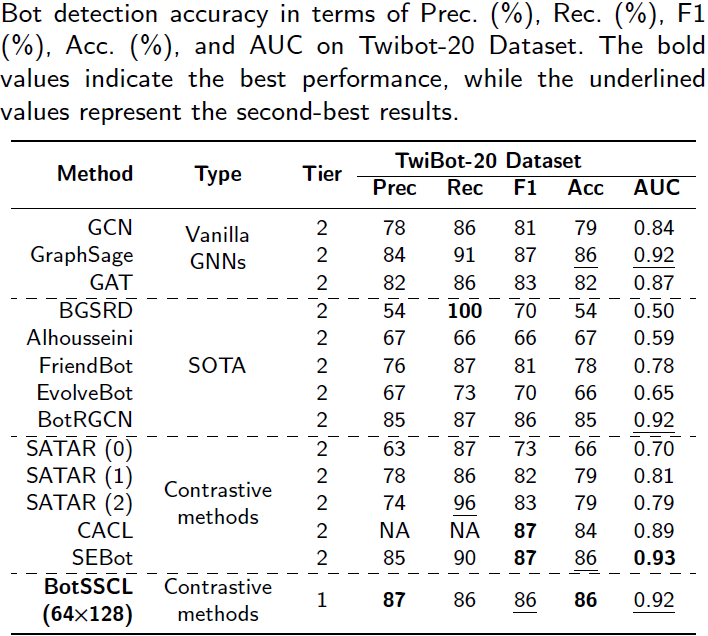 Bot detection accuracy in terms of Prec. (%), Rec. (%), F1
(%), Acc. (%), and AUC on Twibot-20 Dataset. The bold
values indicate the best performance, while the underlined
values represent the second-best results.
Method Type Tier TwiBot-20 Dataset
Prec Rec F1 Acc AUC
GCN 2 78 86 81 79 0.84
Vanilla
GraphSage 2 84 91 87 86 0.92
GNNs
GAT 2 82 86 83 82 0.87
BGSRD 2 54 100 70 54 0.50
Alhousseini 2 67 66 66 67 0.59
FriendBot SOTA 2 76 87 81 78 0.78
EvolveBot 2 67 73 70 66 0.65
BotRGCN 2 85 87 86 85 0.92
SATAR (0) 2 63 87 73 66 0.70
SATAR (1) 2 78 86 82 79 0.81
Contrastive
SATAR (2) 2 74 96 83 79 0.79
methods
CACL 2 NA NA 87 84 0.89
SEBot 2 85 90 87 86 0.93
BotSSCL Contrastive
1 87 86 86 86 0.92
(64×128) methods